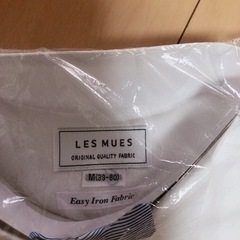 LES MUES
ORIGINAL QUALITY FABRIC
M(39-80)
Easy Iron Fabric